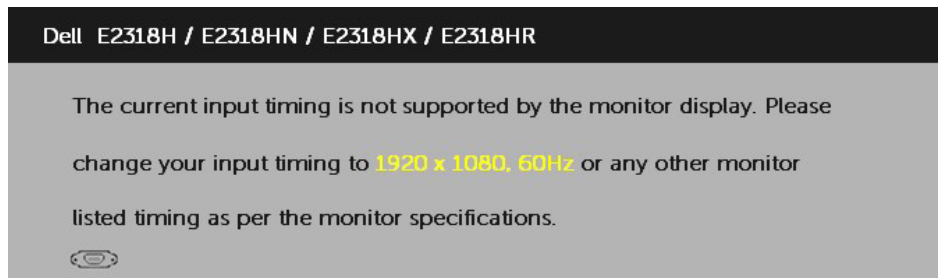 Dell E2318H / E2318HN / E2318HX / E2318HR
The current input timing is not supported by the monitor display. Please
change your input timing to 1920 x 1080, 60Hz or any other monitor
listed timing as per the monitor specifications.